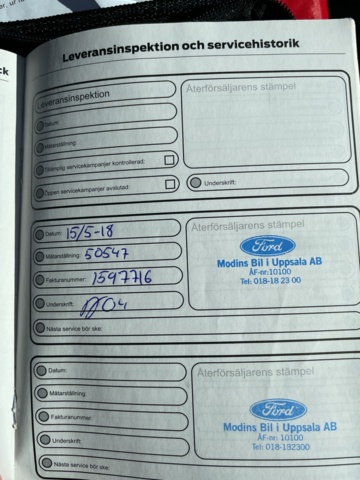 Leveransinspektion och servicehistorik
Leveransinspektion
Datum:
Mätarställning:
servicekampanjer kontrollerad:
Öppen servicekampanjer avslutad:
Återförsäljarens stämpel
Underskrift:
Datum: 15/5-18
Mätarställning: 50547
Fakturanummer: 1597716
Underskrift:
Nästa service bör ske:
Återförsäljarens stämpel
Ford
Modins Bil i Uppsala AB
ÅF-nr:10100
Tel: 018-18 23 00
Datum:
Mätarställning:
Fakturanummer:
Underskrift:
Nästa service bör ske:
Återförsäljarens stämpel
Ford
Modins Bil i Uppsala AB
ÅF-nr: 10100
Tel: 018-182300